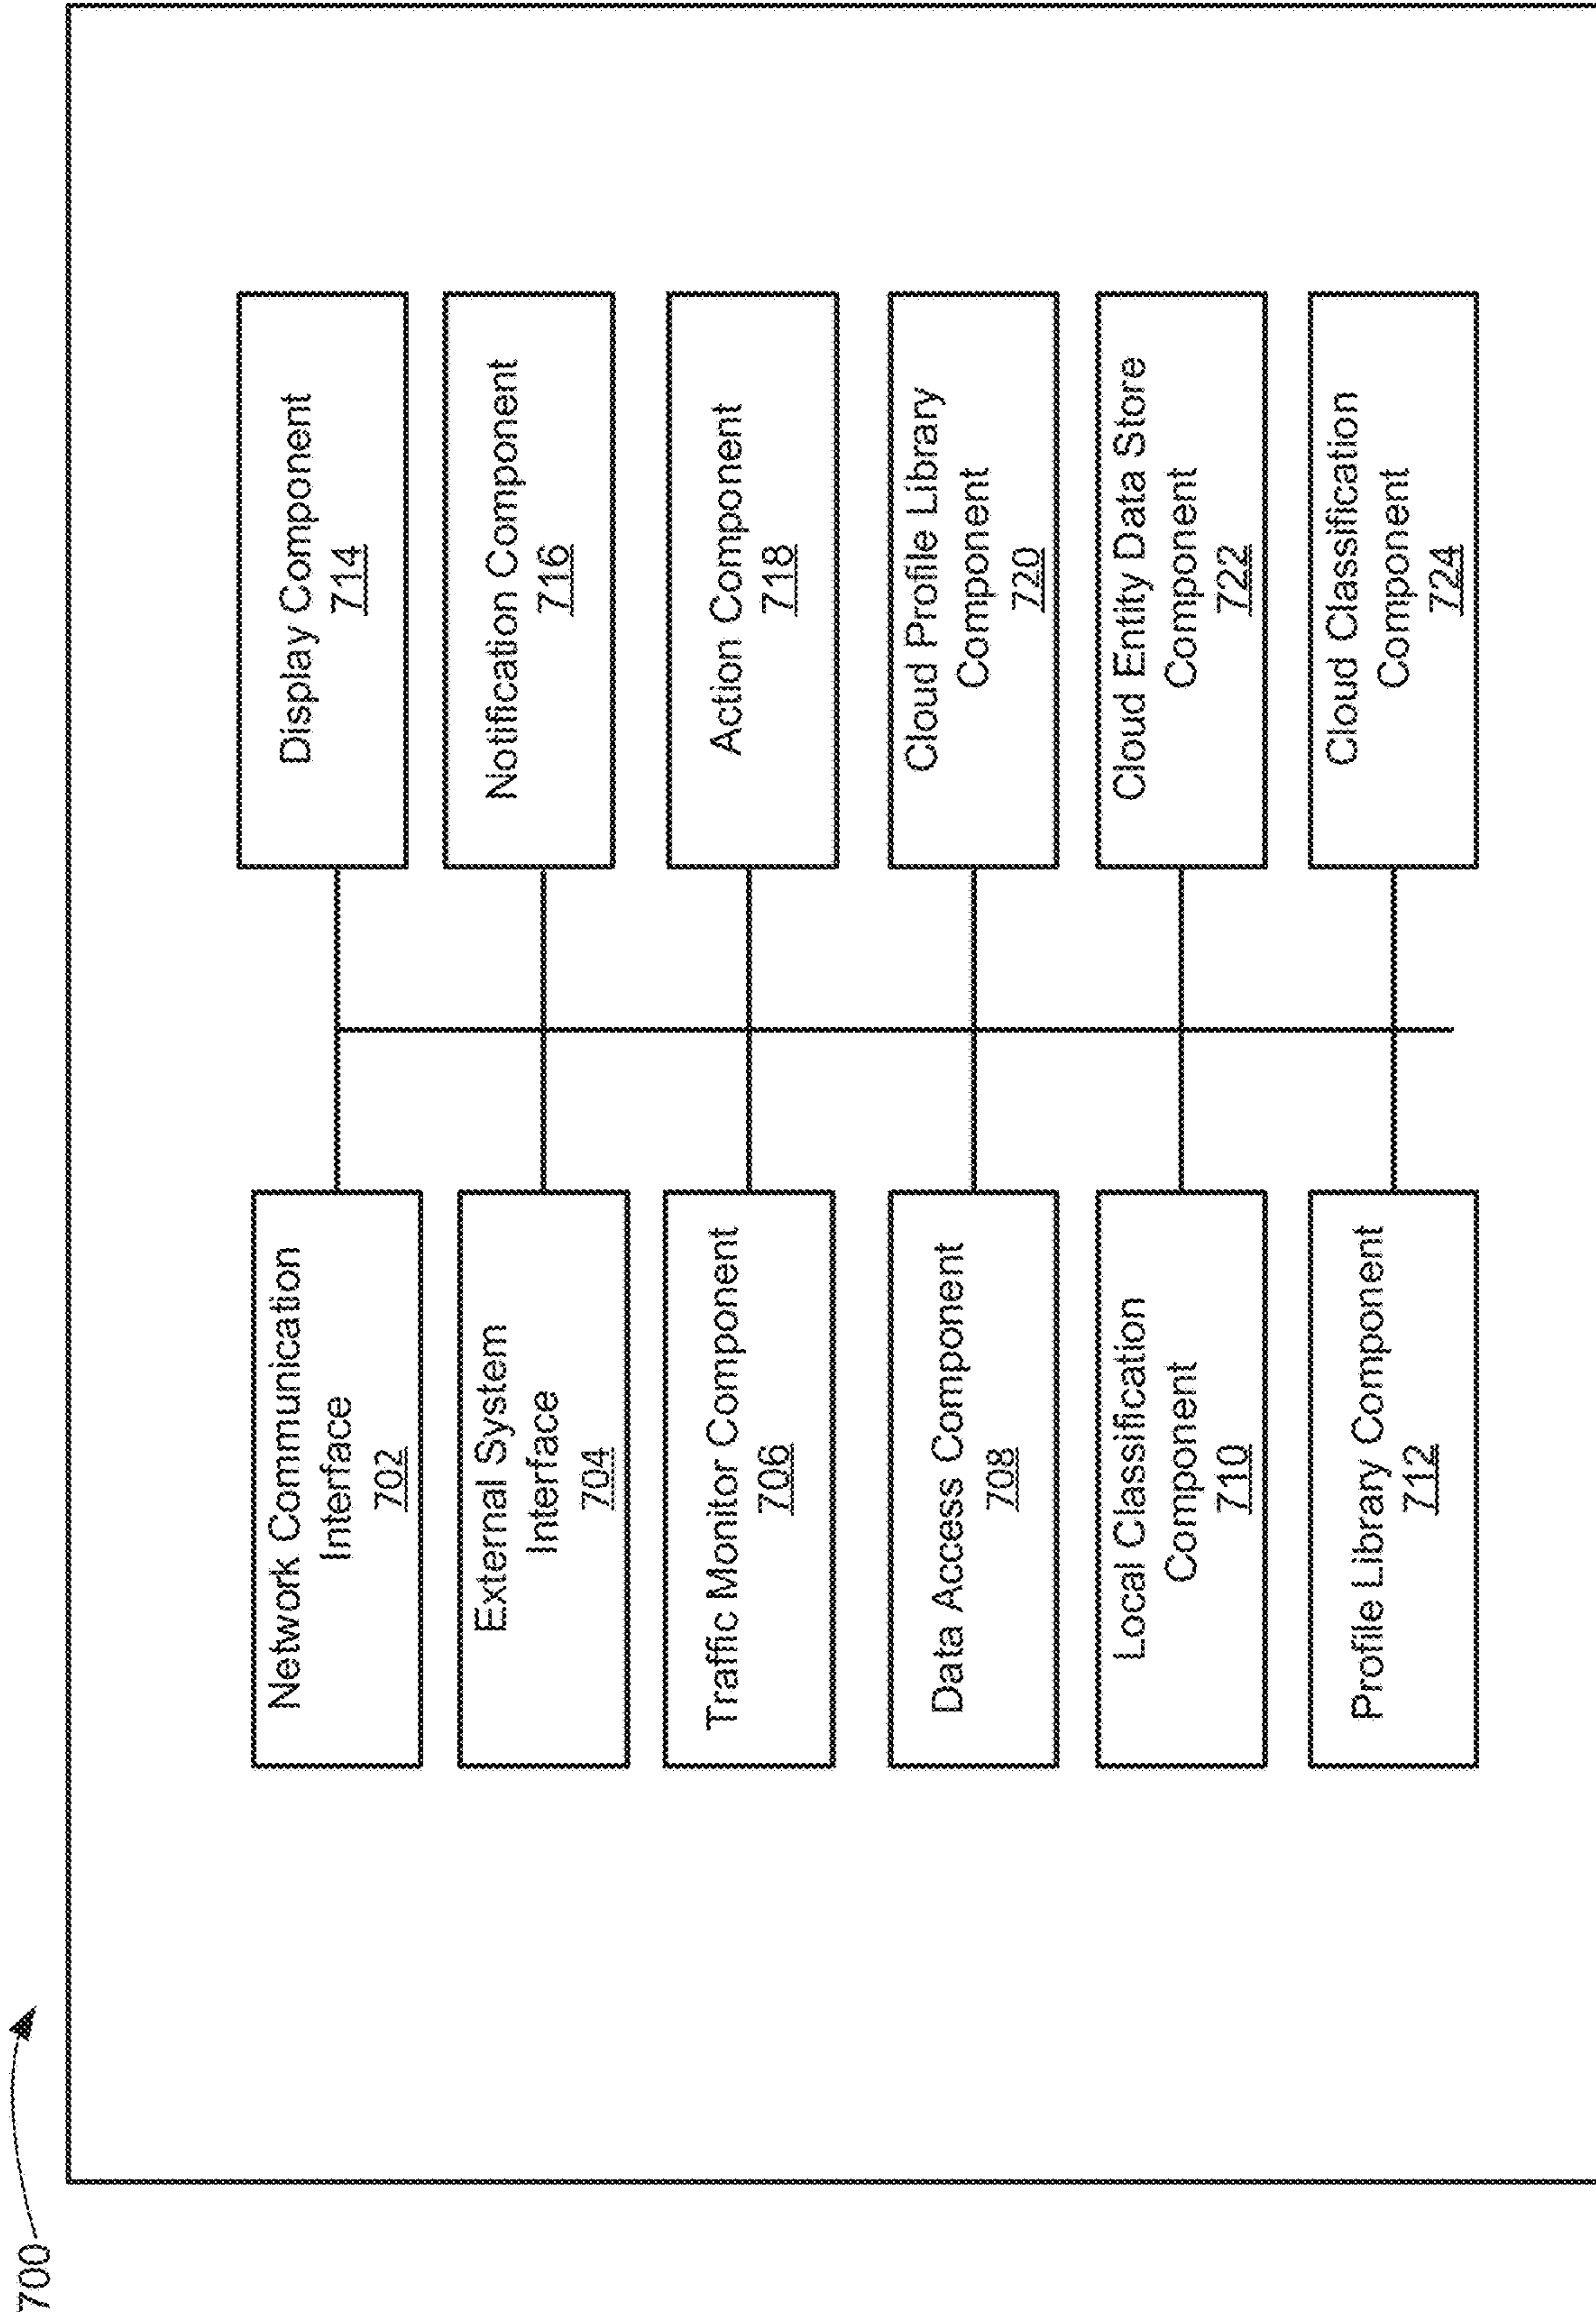 700
Network Communication
Interface
702
External System
Interface
704
Traffic Monitor Component
706
Data Access Component
708
Local Classification
Component
710
Profile Library Component
712
Display Component
714
Notification Component
716
Action Component
718
Cloud Profile Library
Component
720
Cloud Entity Data Store
Component
722
Cloud Classification
Component
724